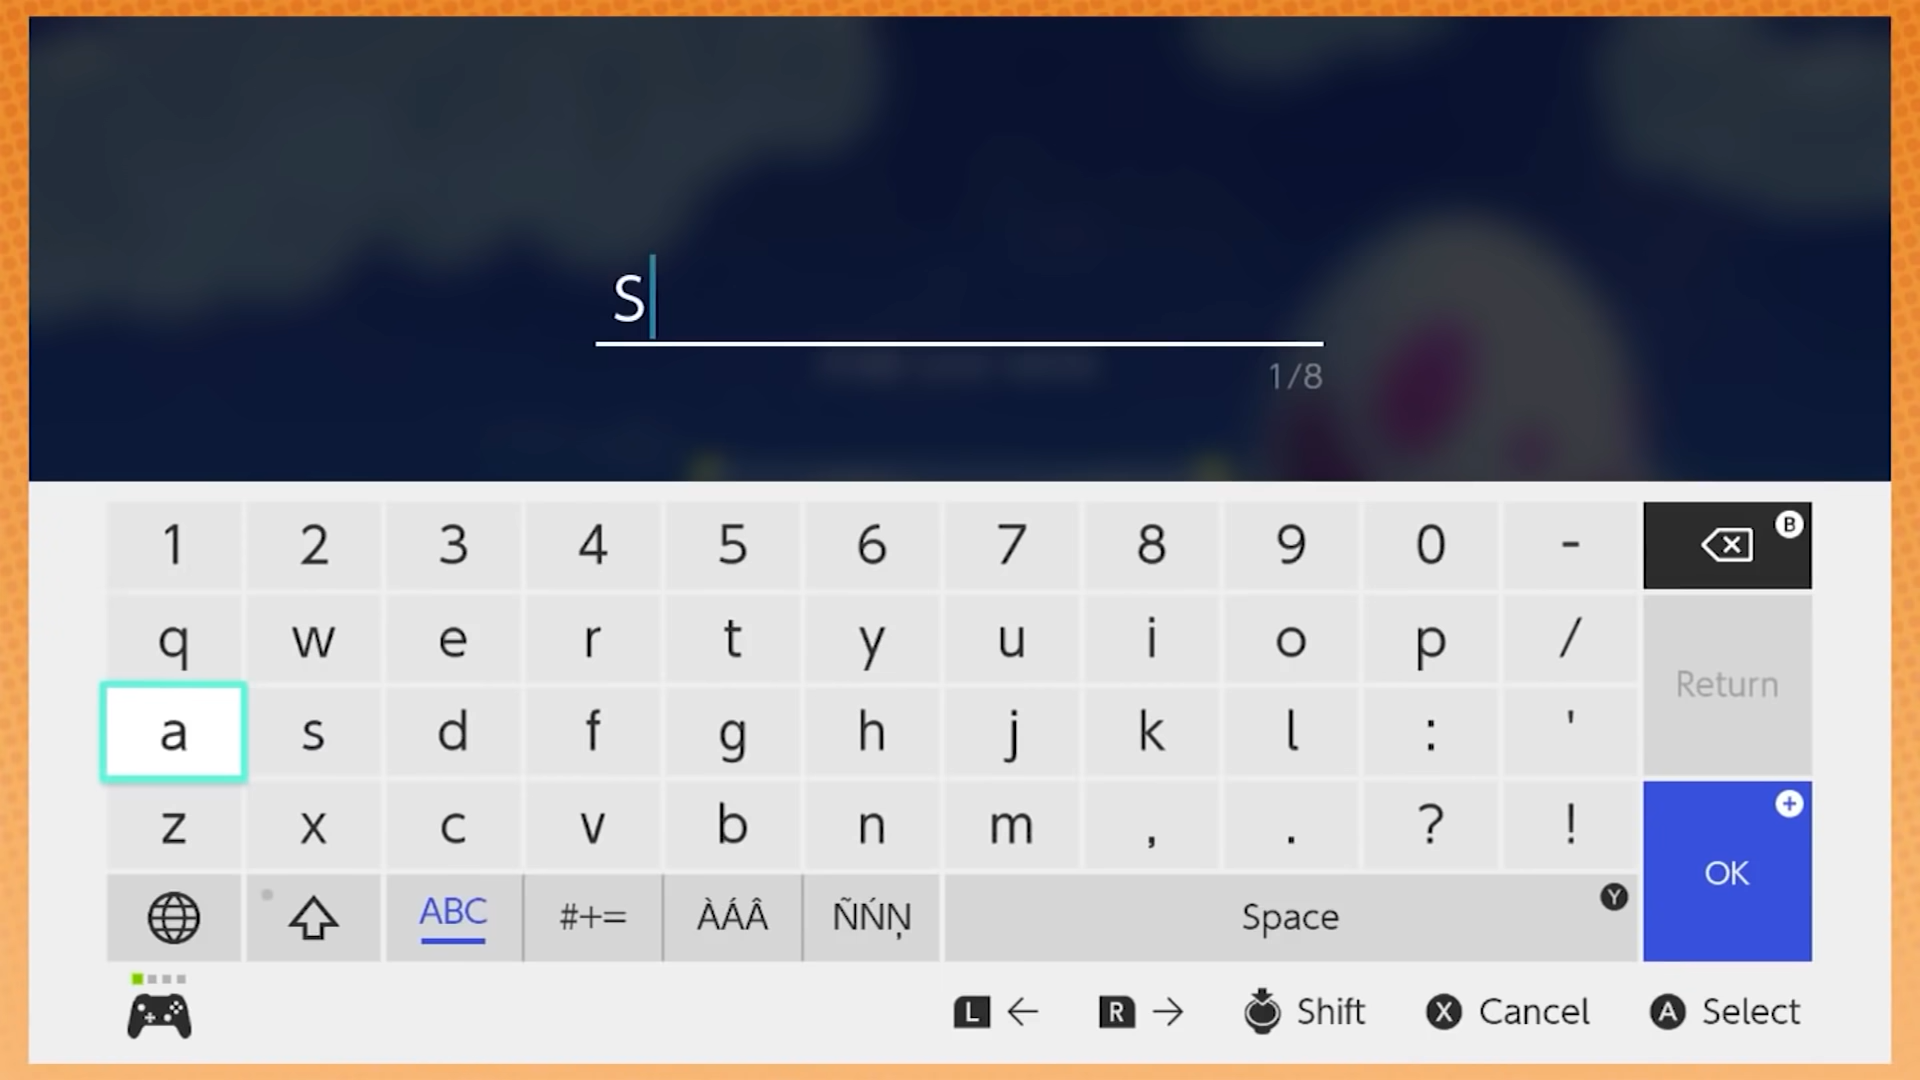 S
1/8
1 2 3 4 5 6 7 8 9 0 - B
q w e r t y u i o p /
Return
a s d f g h j k l : '
z x c v b n m , . ? ! +
OK
ABC #+= ÀÁÂ ÑŃŅ Space Y
L ← R → Shift X Cancel A Select